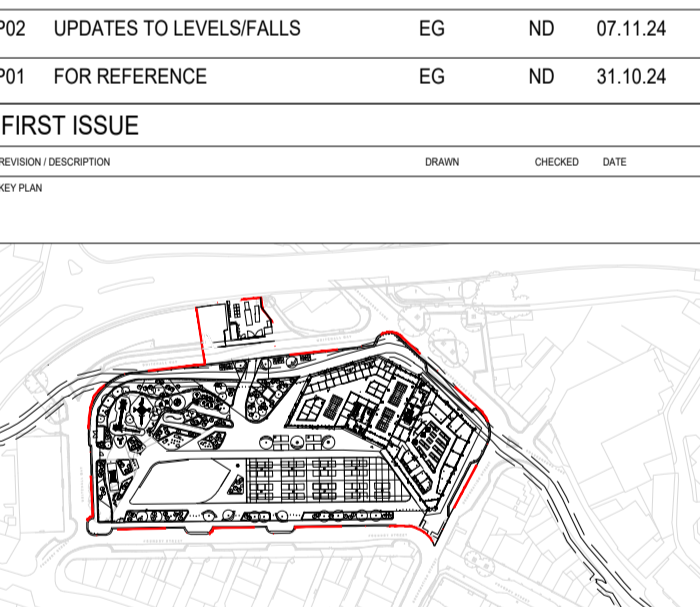 P02 UPDATES TO LEVELS/FALLS EG ND 07.11.24
P01 FOR REFERENCE EG ND 31.10.24
FIRST ISSUE
REVISION / DESCRIPTION DRAWN CHECKED DATE
KEY PLAN